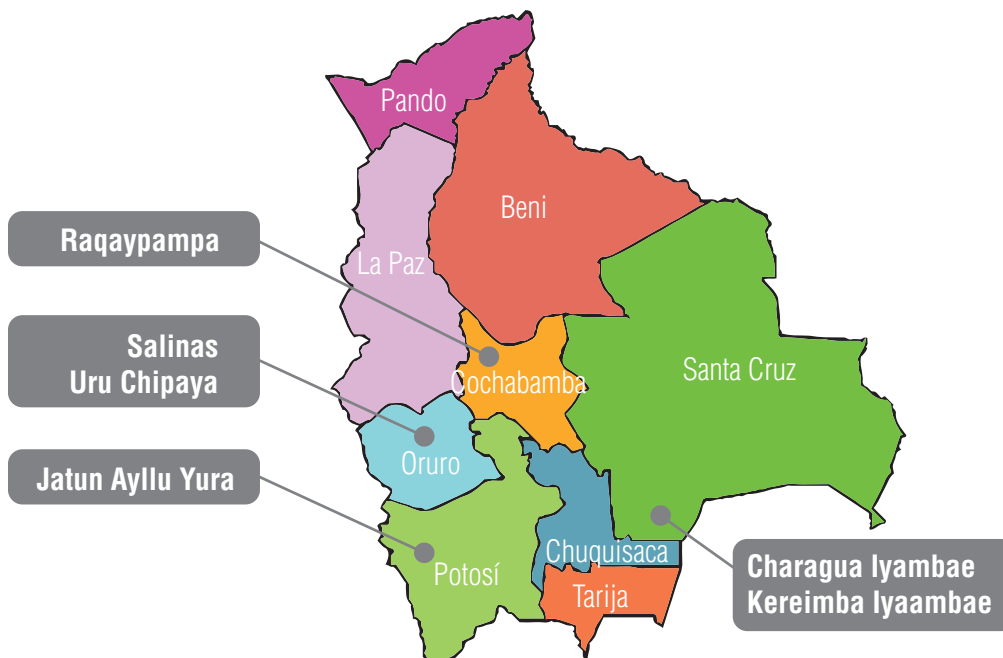 Pando
Beni
Raqaypampa
La Paz
Salinas
Uru Chipaya
Cochabamba
Santa Cruz
Oruro
Jatun Ayllu Yura
Chuquisaca
Potosí
Tarija
Charagua Iyambae
Kereimba Iyaambae